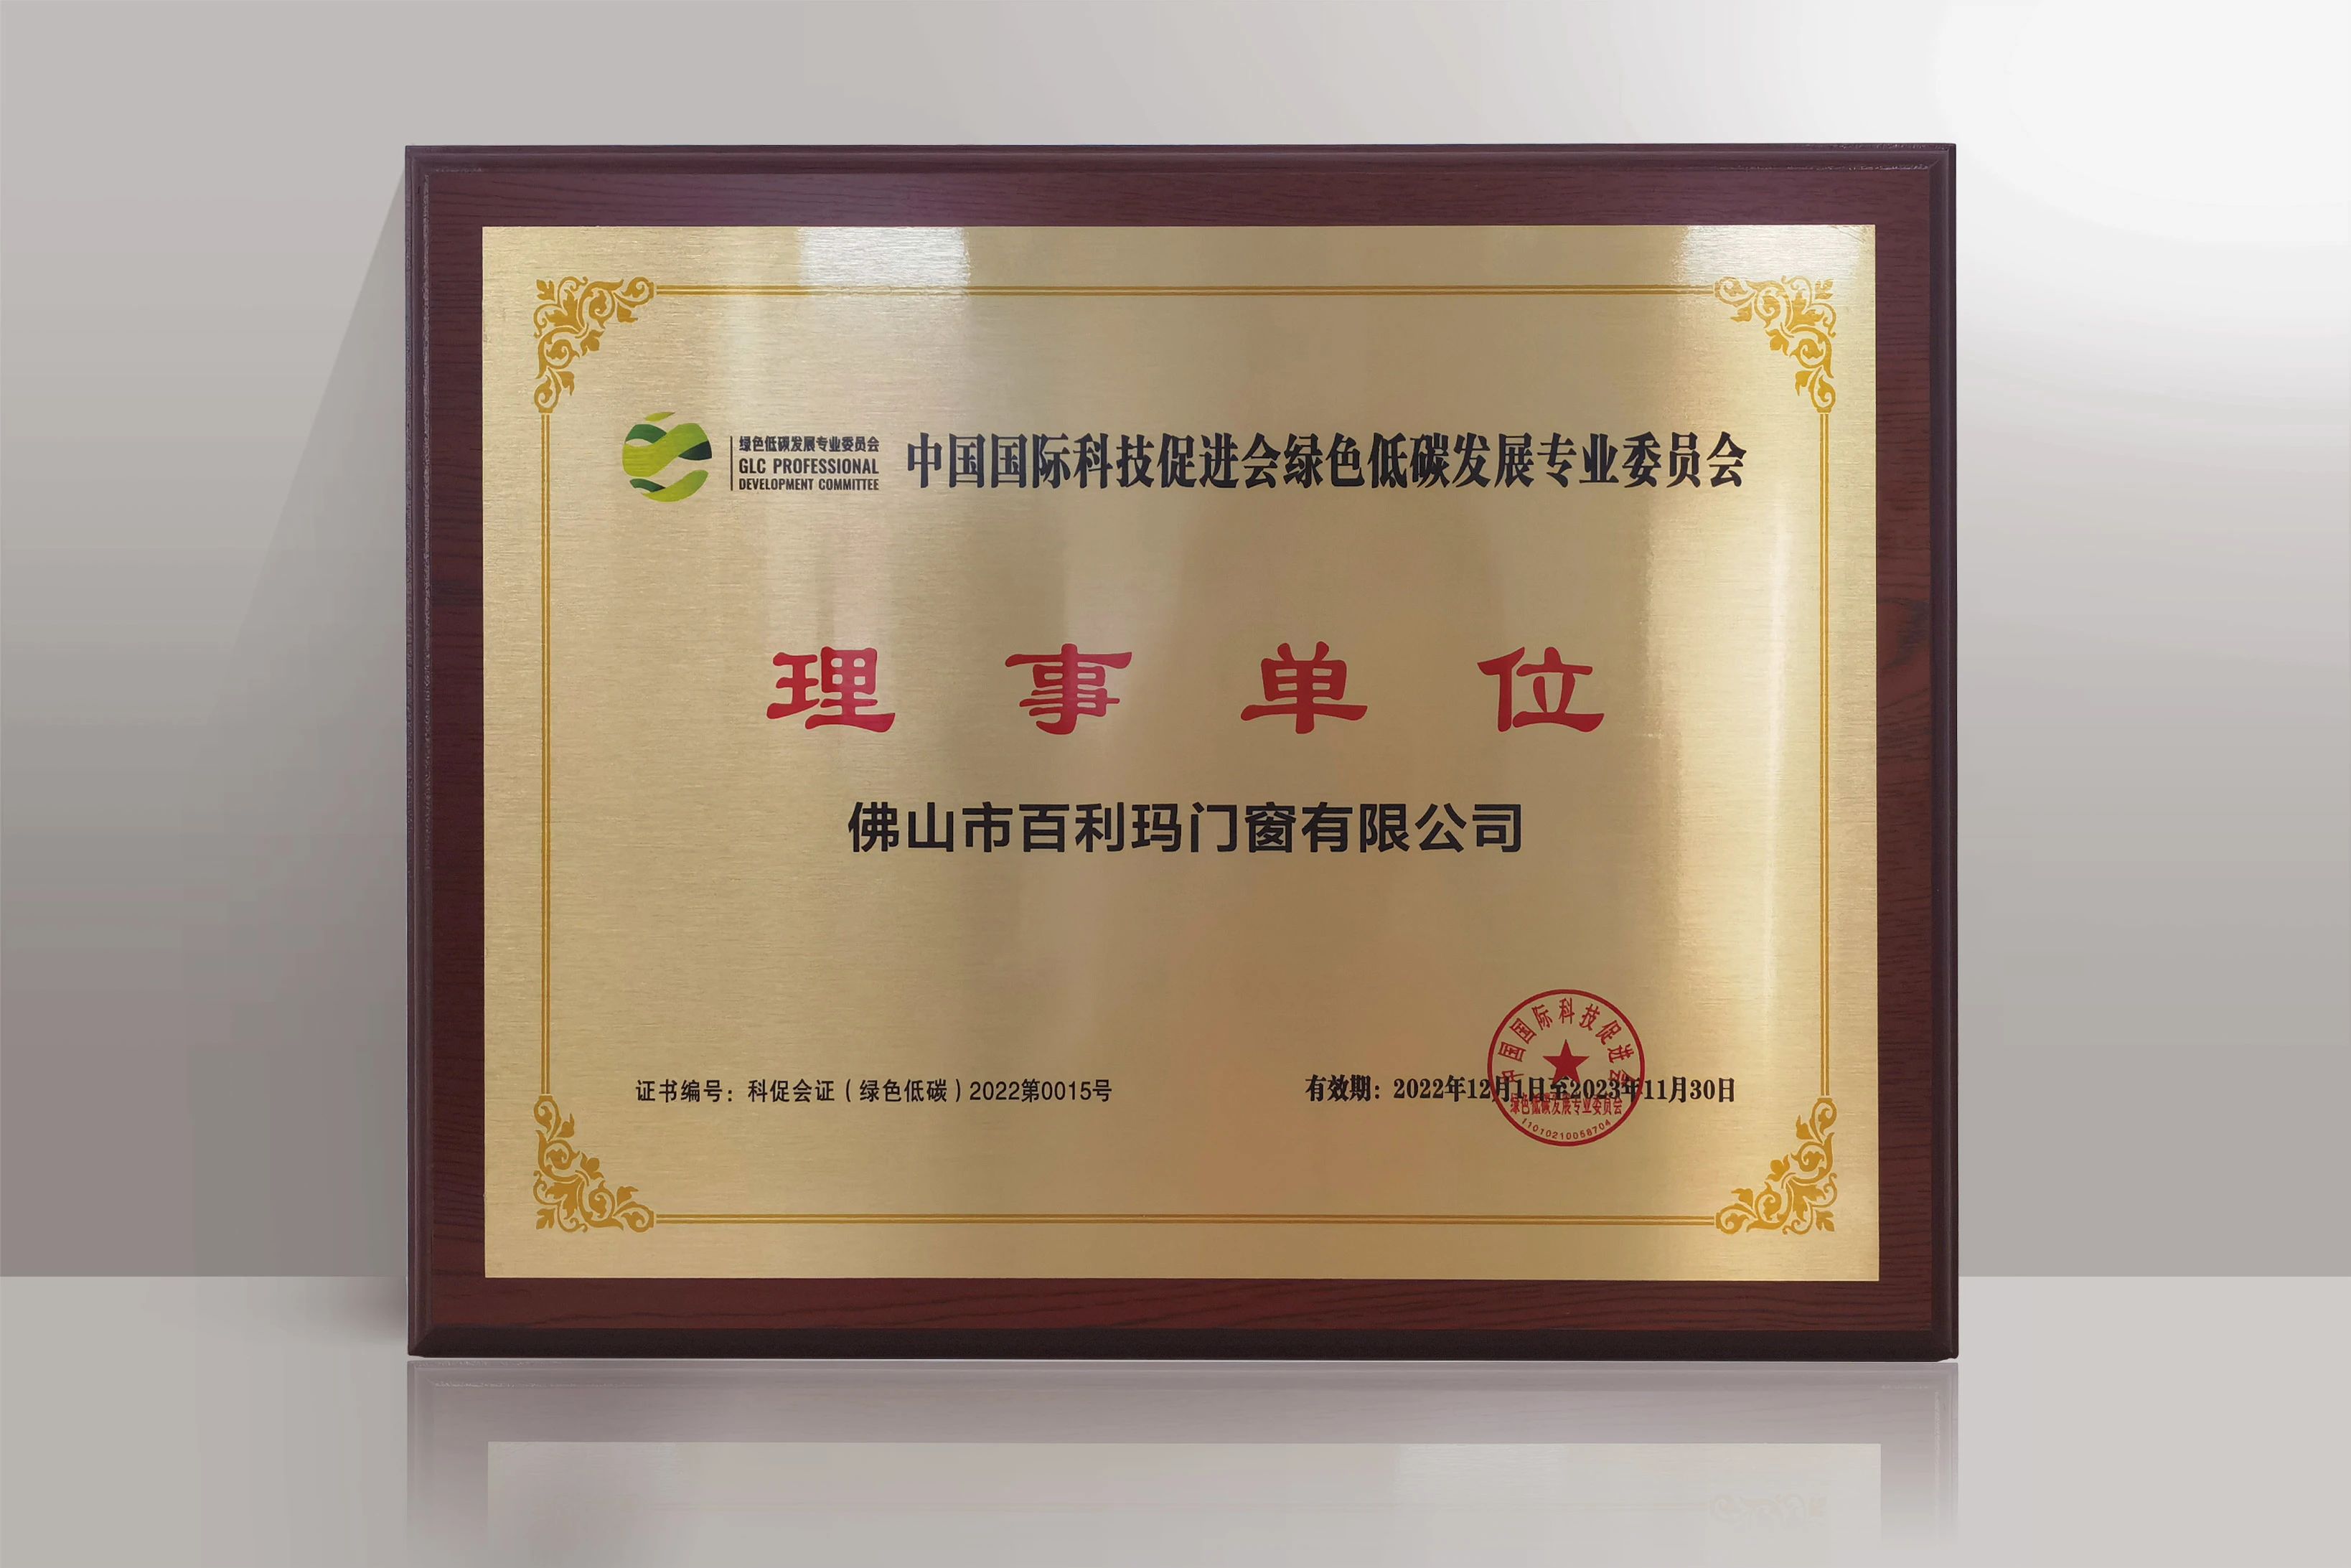 绿色低碳发展专业委员会
GLC PROFESSIONAL
DEVELOPMENT COMMITTEE
中国国际科技促进会绿色低碳发展专业委员会
理事单位
佛山市百利玛门窗有限公司
证书编号：科促会证（绿色低碳）2022第0015号
有效期：2022年12月1日至2023年11月30日
中国国际科技促进会
绿色低碳发展专业委员会
11010210058704